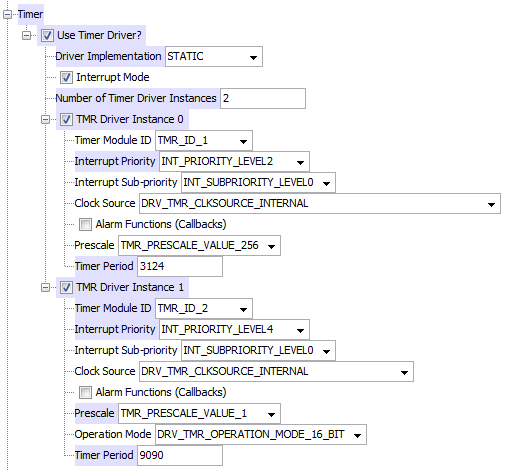 Timer
Use Timer Driver?
Driver Implementation STATIC
Interrupt Mode
Number of Timer Driver Instances 2
TMR Driver Instance 0
Timer Module ID TMR_ID_1
Interrupt Priority INT_PRIORITY_LEVEL2
Interrupt Sub-priority INT_SUBPRIORITY_LEVEL0
Clock Source DRV_TMR_CLKSOURCE_INTERNAL
Alarm Functions (Callbacks)
Prescale TMR_PRESCALE_VALUE_256
Timer Period 3124
TMR Driver Instance 1
Timer Module ID TMR_ID_2
Interrupt Priority INT_PRIORITY_LEVEL4
Interrupt Sub-priority INT_SUBPRIORITY_LEVEL0
Clock Source DRV_TMR_CLKSOURCE_INTERNAL
Alarm Functions (Callbacks)
Prescale TMR_PRESCALE_VALUE_1
Operation Mode DRV_TMR_OPERATION_MODE_16_BIT
Timer Period 9090